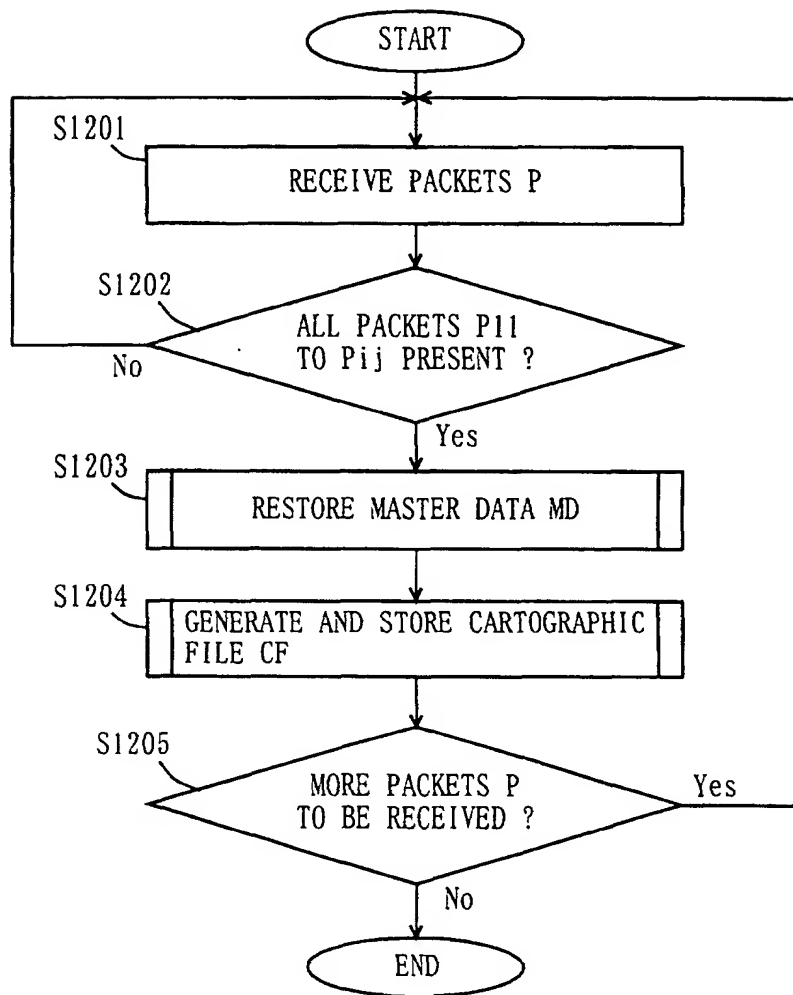 START
S1201
RECEIVE PACKETS P
S1202
ALL PACKETS P11
TO Pij PRESENT ?
No
Yes
S1203
RESTORE MASTER DATA MD
S1204
GENERATE AND STORE CARTOGRAPHIC
FILE CF
S1205
MORE PACKETS P
TO BE RECEIVED ?
Yes
No
END